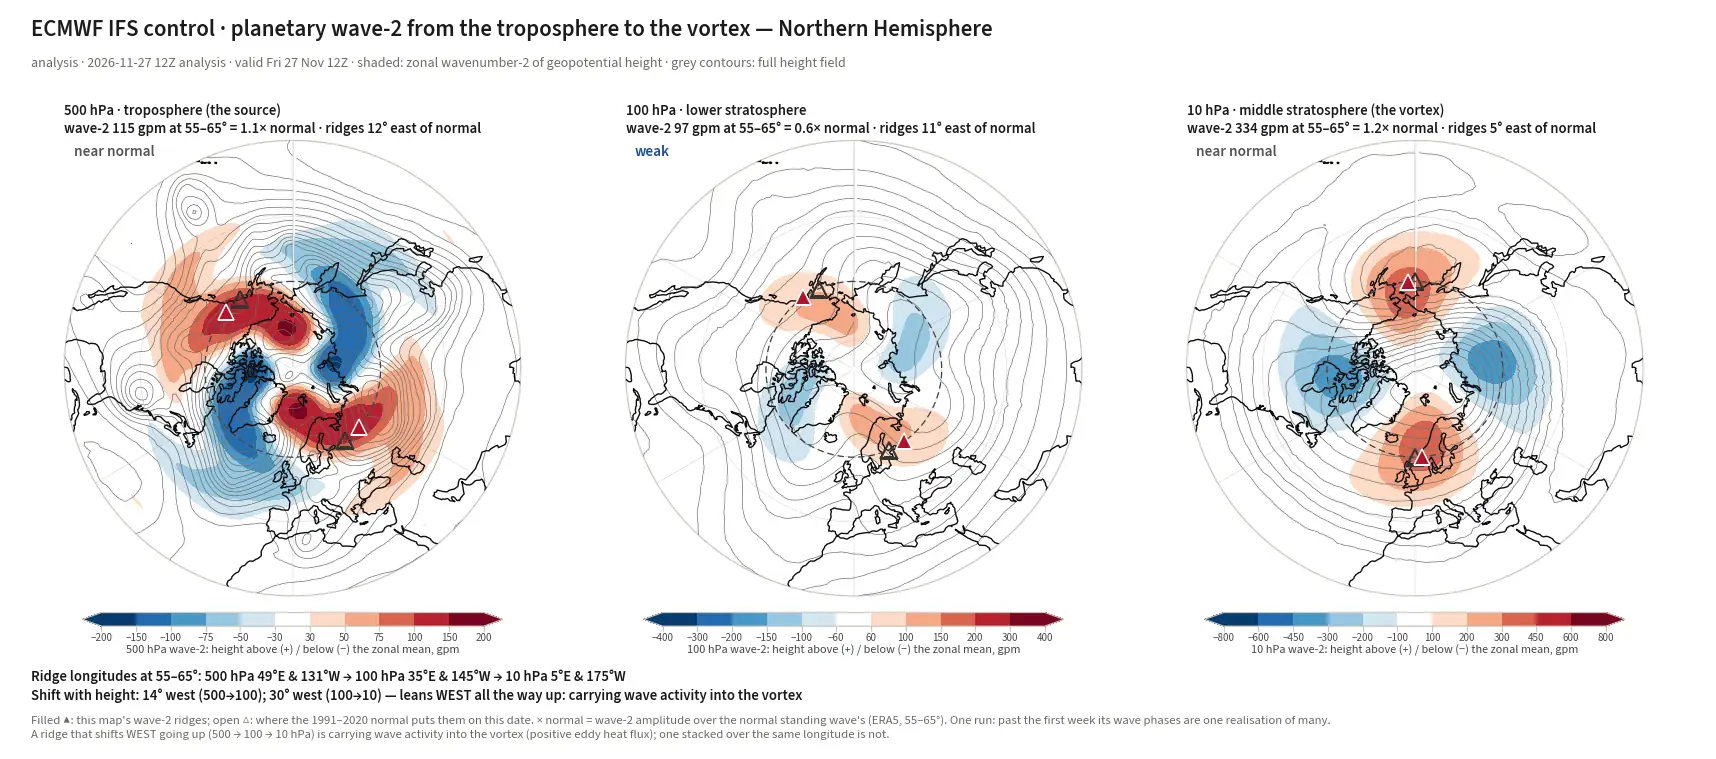 ECMWF IFS control · planetary wave-2 from the troposphere to the vortex — Northern Hemisphere
analysis · 2026-11-27 12Z analysis · valid Fri 27 Nov 12Z · shaded: zonal wavenumber-2 of geopotential height · grey contours: full height field
500 hPa · troposphere (the source)
wave-2 115 gpm at 55–65° = 1.1× normal · ridges 12° east of normal
near normal
100 hPa · lower stratosphere
wave-2 97 gpm at 55–65° = 0.6× normal · ridges 11° east of normal
weak
10 hPa · middle stratosphere (the vortex)
wave-2 334 gpm at 55–65° = 1.2× normal · ridges 5° east of normal
near normal
−200 −150 −100 −75 −50 −30 30 50 75 100 150 200
500 hPa wave-2: height above (+) / below (−) the zonal mean, gpm
−400 −300 −200 −150 −100 −60 60 100 150 200 300 400
100 hPa wave-2: height above (+) / below (−) the zonal mean, gpm
−800 −600 −450 −300 −200 −100 100 200 300 450 600 800
10 hPa wave-2: height above (+) / below (−) the zonal mean, gpm
Ridge longitudes at 55–65°: 500 hPa 49°E & 131°W → 100 hPa 35°E & 145°W → 10 hPa 5°E & 175°W
Shift with height: 14° west (500→100); 30° west (100→10) — leans WEST all the way up: carrying wave activity into the vortex
Filled ▲: this map's wave-2 ridges; open △: where the 1991–2020 normal puts them on this date. × normal = wave-2 amplitude over the normal standing wave's (ERA5, 55–65°). One run: past the first week its wave phases are one realisation of many.
A ridge that shifts WEST going up (500 → 100 → 10 hPa) is carrying wave activity into the vortex (positive eddy heat flux); one stacked over the same longitude is not.